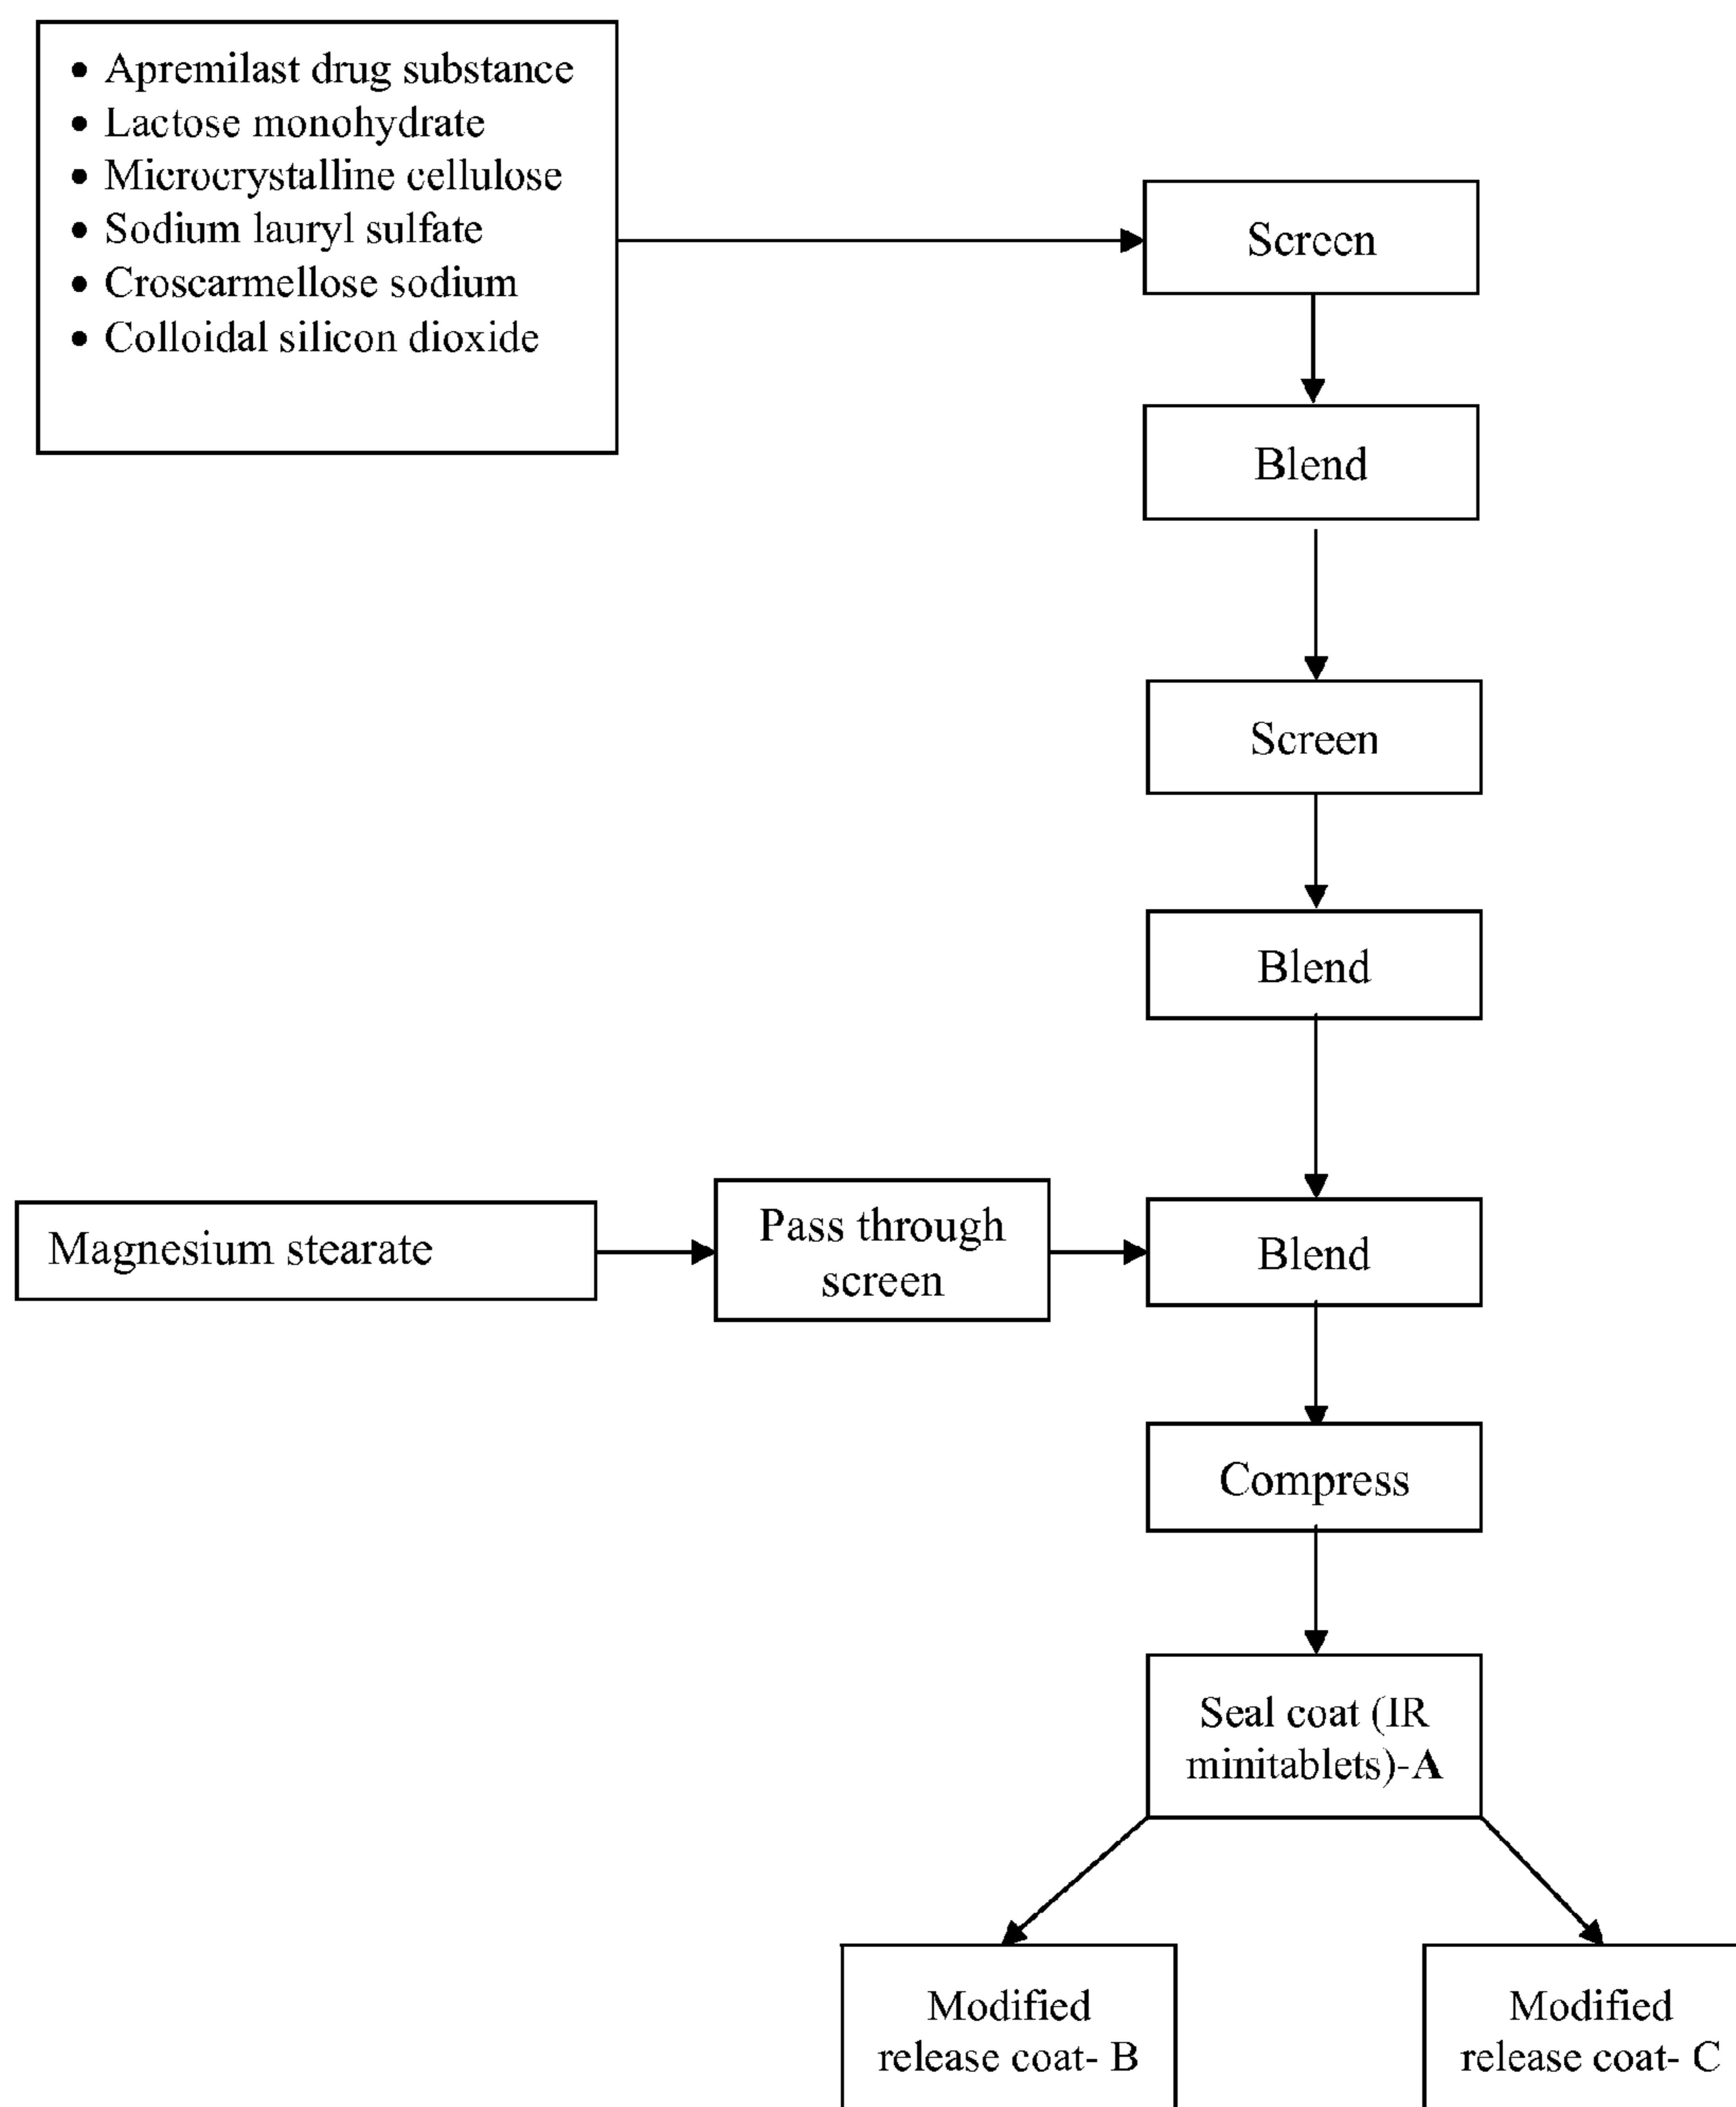 • Apremilast drug substance
• Lactose monohydrate
• Microcrystalline cellulose
• Sodium lauryl sulfate
• Croscarmellose sodium
• Colloidal silicon dioxide
Screen
Blend
Screen
Blend
Magnesium stearate
Pass through
screen
Blend
Compress
Seal coat (IR
minitablets)-A
Modified
release coat- B
Modified
release coat- C